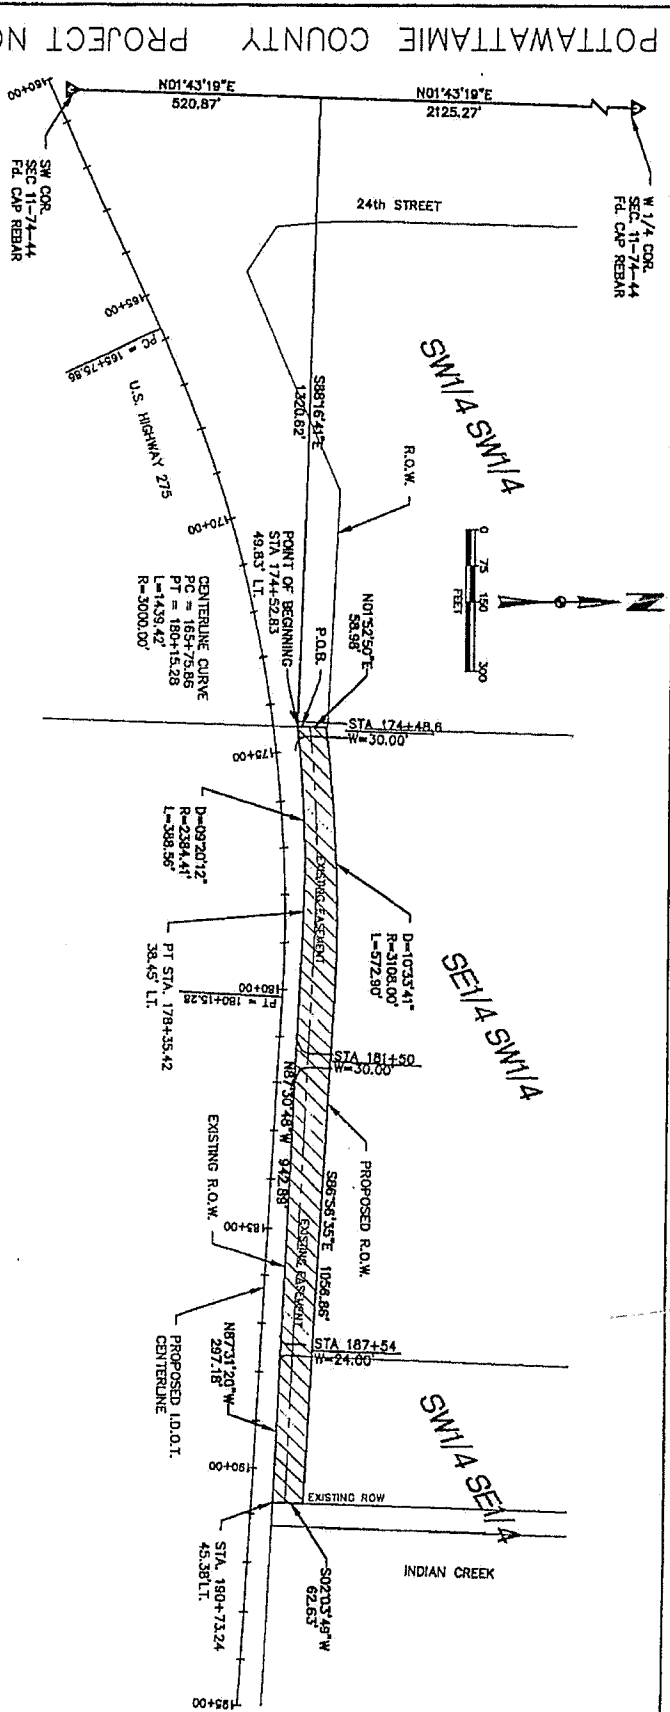 POTTAWATTAMIE COUNTY PROJECT NO
W 1/4 COR.
SEC. 11-74-44
Fd. CAP REBAR
N01°43'19"E
2125.27'
N01°43'19"E
520.87'
SW COR.
SEC 11-74-44
Fd. CAP REBAR
24th STREET
SW1/4 SW1/4
160+00
165+00
PC = 165+75.86
U.S. HIGHWAY 275
170+00
S88°16'41"E
1320.62'
R.O.W.
0 75 150 300
FEET
N
CENTERLINE CURVE
PC = 165+75.86
PT = 180+15.28
L=1439.42'
R=3000.00'
POINT OF BEGINNING
STA 174+52.83
49.83' LT.
P.O.B.
N01°52'50"E
58.98'
STA 174+48.6
W=30.00'
175+00
D=09°20'12"
R=2384.41'
L=388.56'
EXISTING EASEMENT
D=10°33'41"
R=3108.00'
L=572.90'
SE1/4 SW1/4
PT STA. 178+35.42
38.45' LT.
180+00
PT = 180+15.28
STA 181+50
W=30.00'
N87°30'48"W 942.89'
PROPOSED R.O.W.
S86°56'35"E 1056.86'
EXISTING R.O.W.
185+00
EXISTING EASEMENT
PROPOSED I.D.O.T.
CENTERLINE
N87°31'20"W
297.18'
STA 187+54
W=24.00'
SW1/4 SE1/4
190+00
EXISTING ROW
STA. 190+73.24
45.38'LT.
S02°03'49"W
62.63'
INDIAN CREEK
195+00